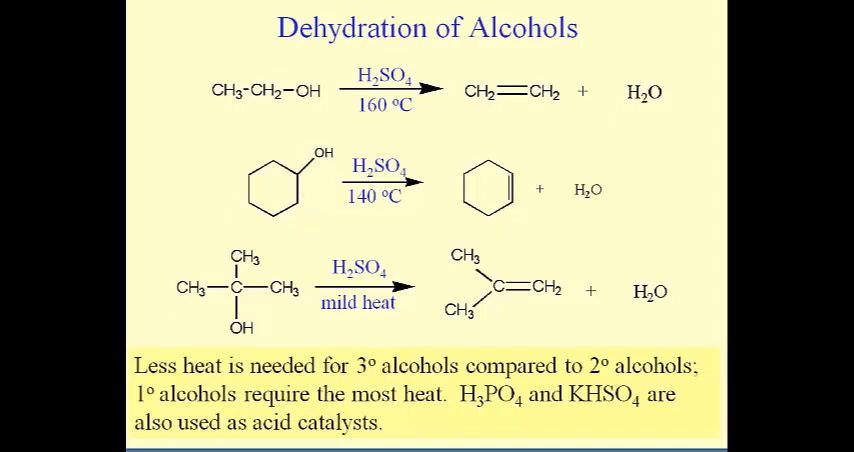 Dehydration of Alcohols
CH₃-CH₂-OH H₂SO₄ 160 ºC CH₂=CH₂ + H₂O
OH H₂SO₄ 140 ºC + H₂O
CH₃
CH₃-C-CH₃ H₂SO₄ mild heat CH₃ C=CH₂ + H₂O
OH CH₃
Less heat is needed for 3º alcohols compared to 2º alcohols;
1º alcohols require the most heat. H₃PO₄ and KHSO₄ are
also used as acid catalysts.